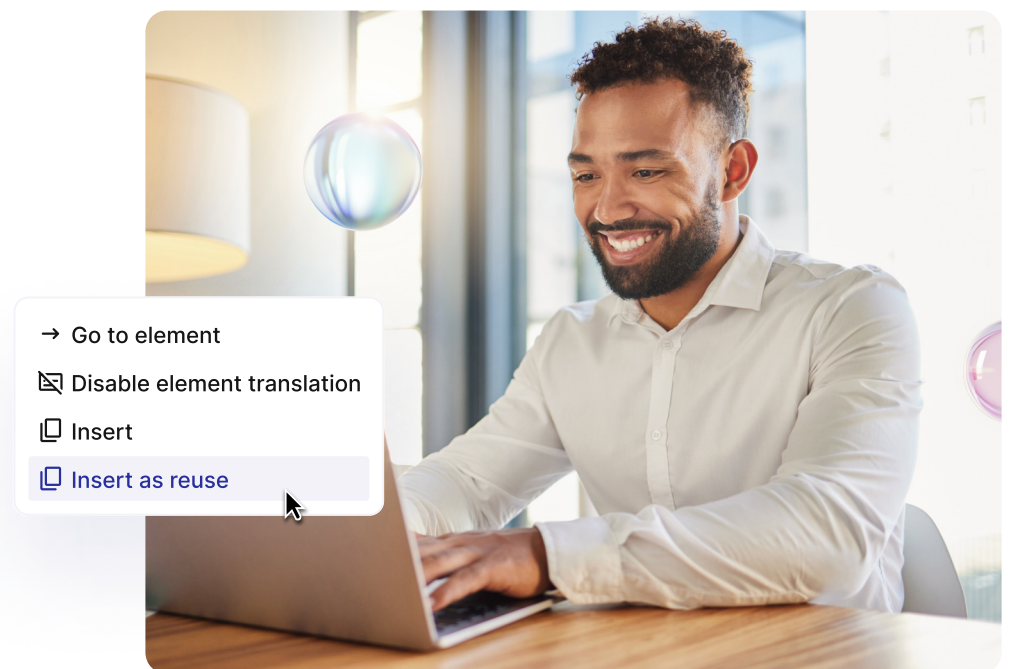 Go to element
Disable element translation
Insert
Insert as reuse